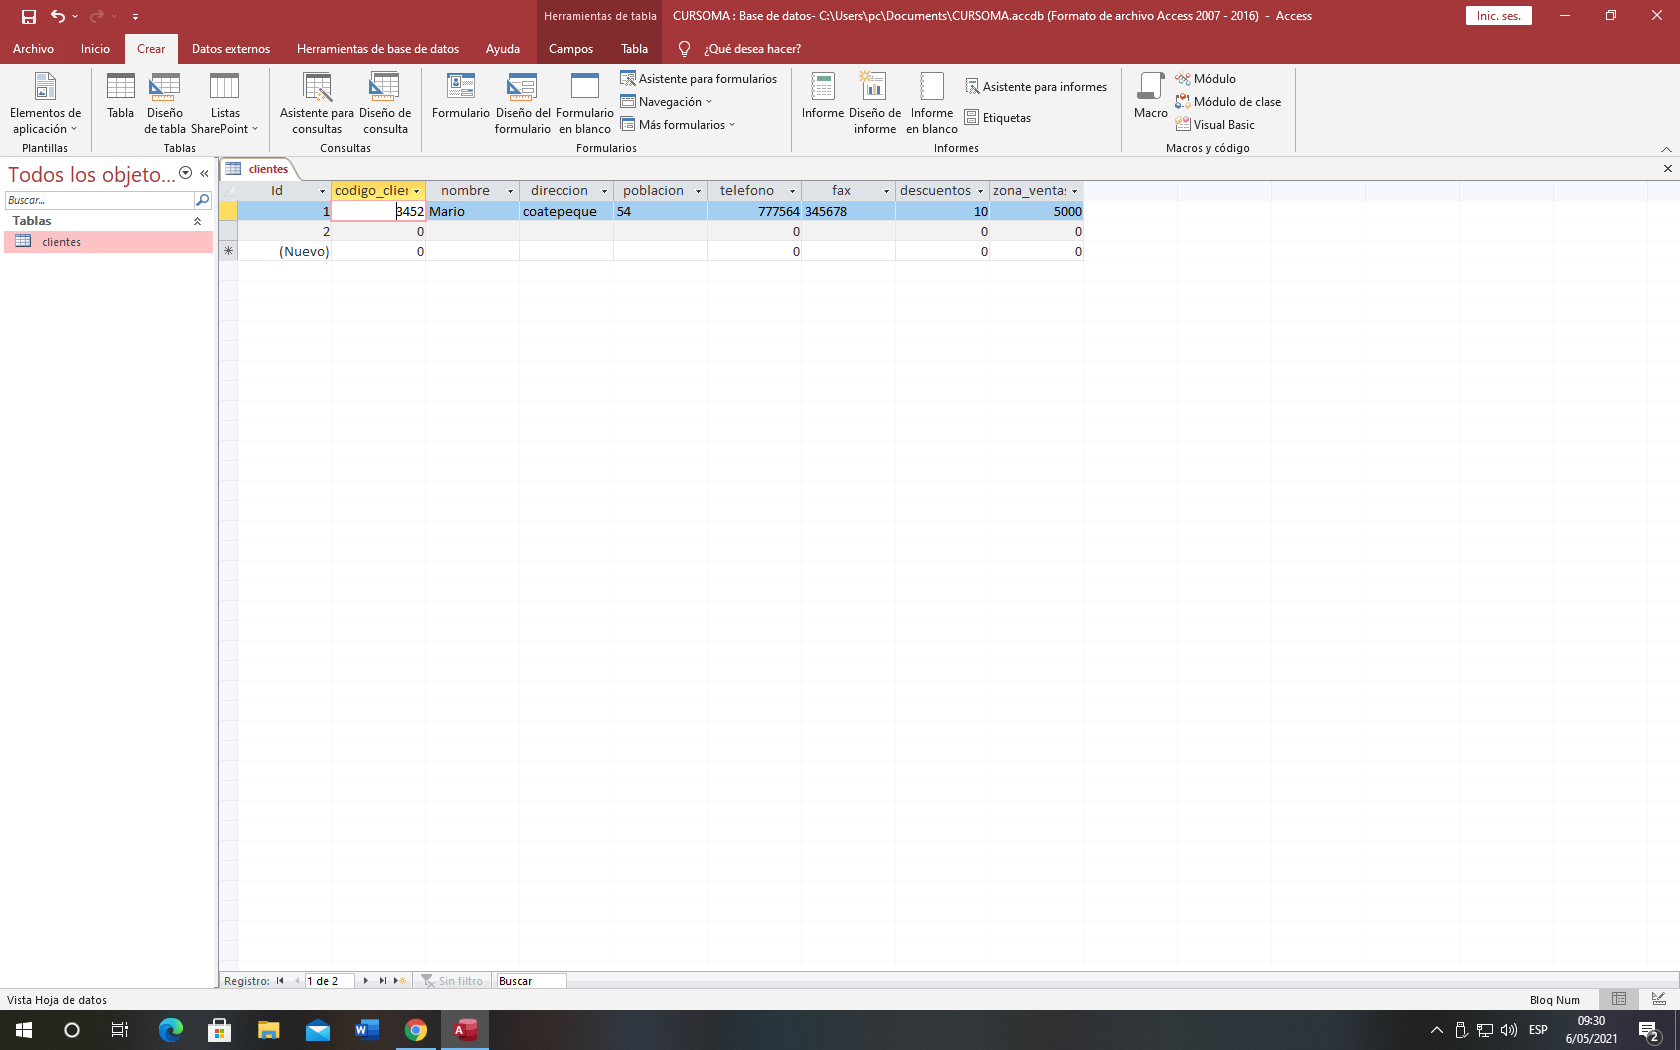 Herramientas de tabla
CURSOMA : Base de datos- C:\Users\pc\Documents\CURSOMA.accdb (Formato de archivo Access 2007 - 2016) - Access
Inic. ses.
Archivo Inicio Crear Datos externos Herramientas de base de datos Ayuda Campos Tabla ¿Qué desea hacer?
Elementos de aplicación
Plantillas
Tabla
Diseño de tabla
Listas SharePoint
Tablas
Asistente para consultas
Diseño de consulta
Consultas
Formulario
Diseño del formulario
Formulario en blanco
Asistente para formularios
Navegación
Más formularios
Formularios
Informe
Diseño de informe
Informe en blanco
Asistente para informes
Etiquetas
Informes
Macro
Módulo
Módulo de clase
Visual Basic
Macros y código
Todos los objeto...
Buscar...
Tablas
clientes
clientes
Id codigo_clier nombre direccion poblacion telefono fax descuentos zona_ventas
1 3452 Mario coatepeque 54 777564 345678 10 5000
2 0 0 0 0
(Nuevo) 0 0 0 0
Registro: 1 de 2 Sin filtro Buscar
Vista Hoja de datos
Bloq Num
W
A
ESP
09:30
6/05/2021
2